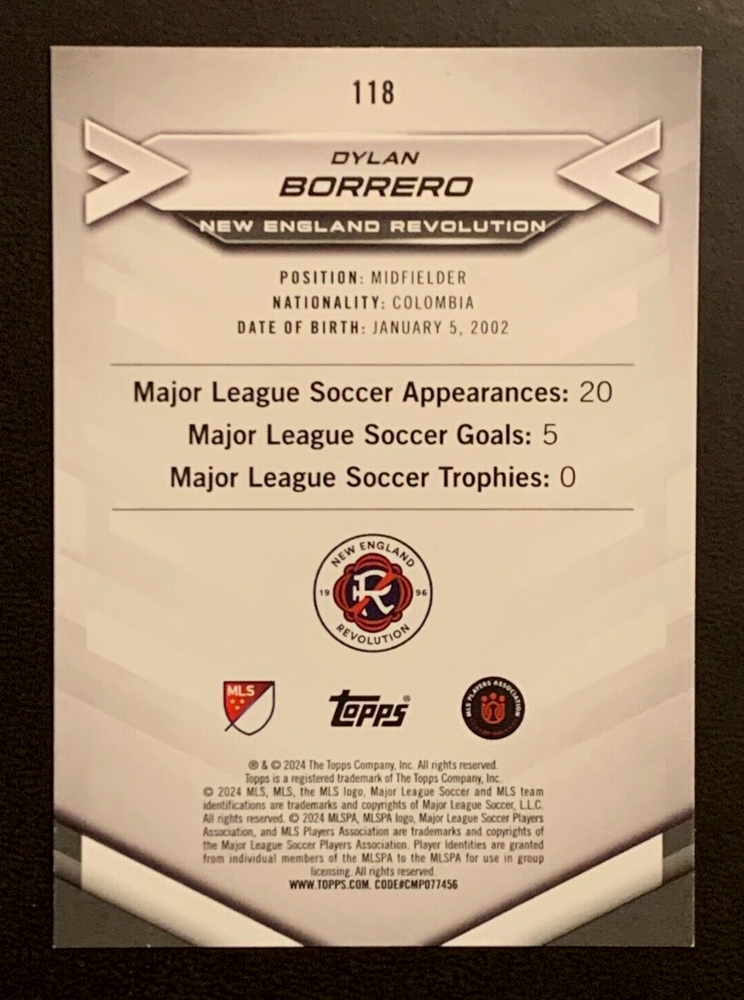 118
DYLAN
BORRERO
NEW ENGLAND REVOLUTION
POSITION: MIDFIELDER
NATIONALITY: COLOMBIA
DATE OF BIRTH: JANUARY 5, 2002
Major League Soccer Appearances: 20
Major League Soccer Goals: 5
Major League Soccer Trophies: 0
NEW ENGLAND
19 R 96
REVOLUTION
MLS
Topps®
MLS PLAYERS ASSOCIATION
® & © 2024 The Topps Company, Inc. All rights reserved.
Topps is a registered trademark of The Topps Company, Inc.
© 2024 MLS, MLS, the MLS logo, Major League Soccer and MLS team
identifications are trademarks and copyrights of Major League Soccer, L.L.C.
All rights reserved. © 2024 MLSPA, MLSPA logo, Major League Soccer Players
Association, and MLS Players Association are trademarks and copyrights of
the Major League Soccer Players Association. Player Identities are granted
from individual members of the MLSPA to the MLSPA for use in group
licensing. All rights reserved.
WWW.TOPPS.COM. CODE#CMP077456